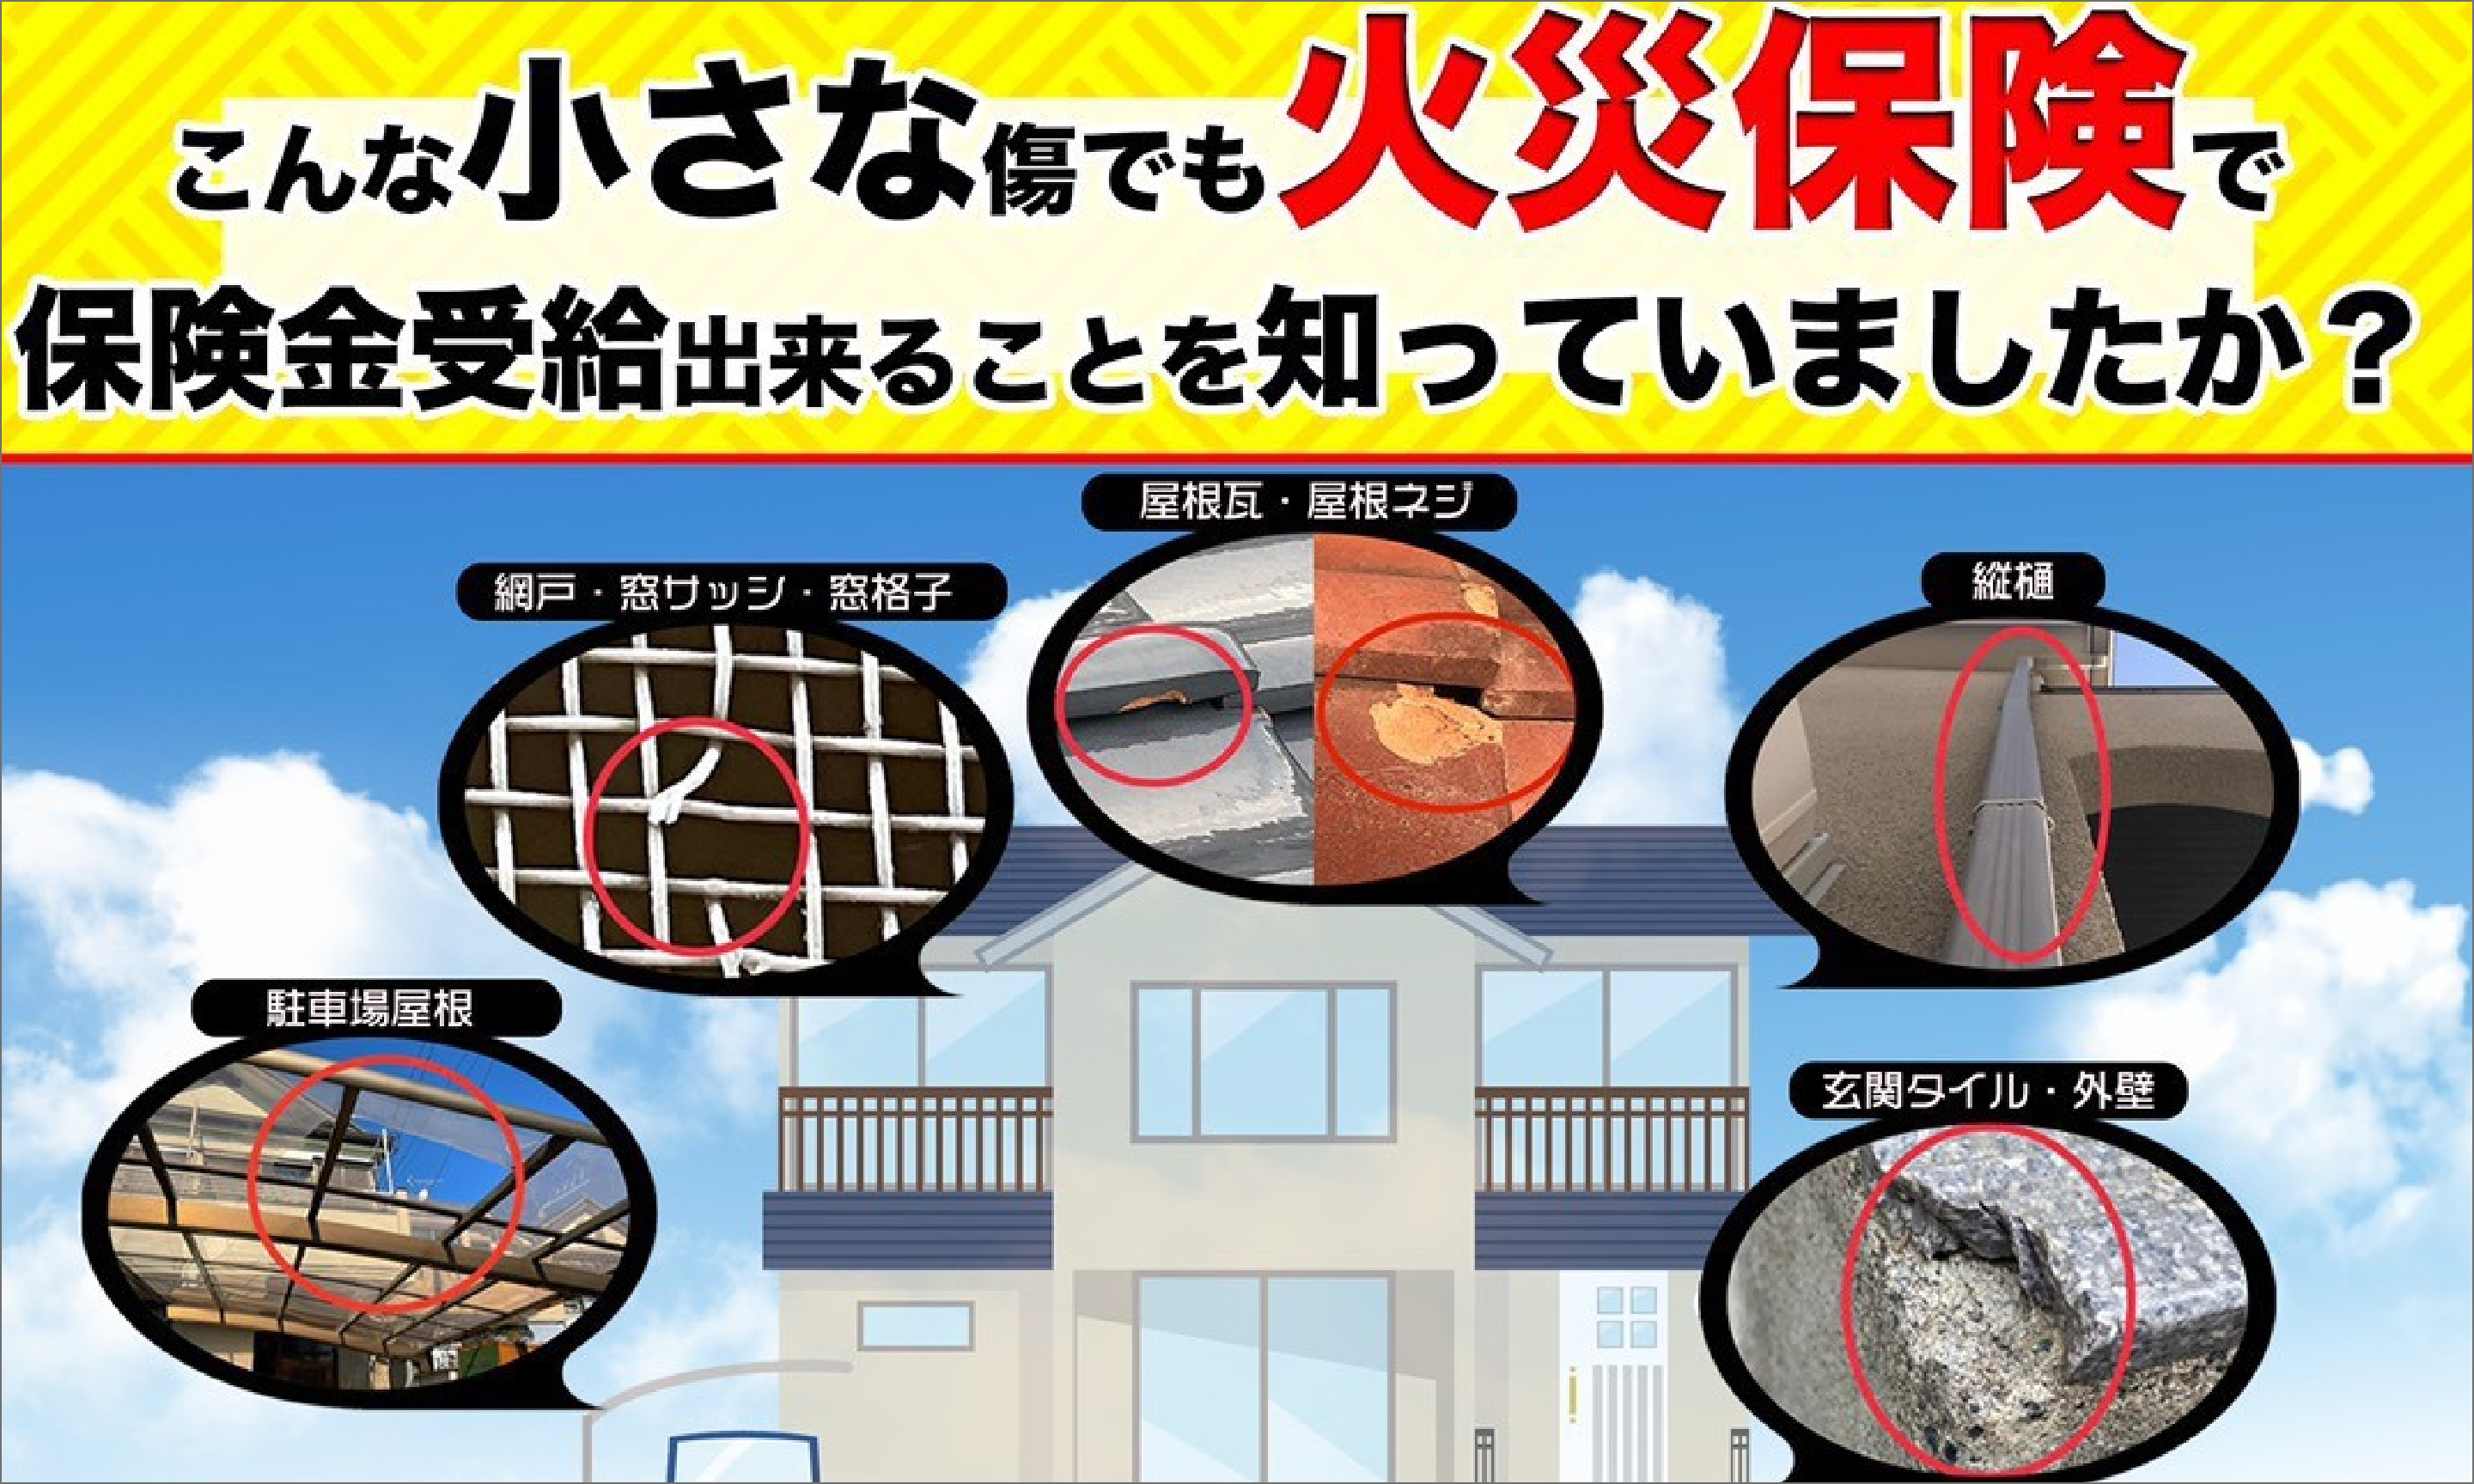 こんな小さな傷でも火災保険で
保険金受給出来ることを知っていましたか？
屋根瓦・屋根ネジ
網戸・窓サッシ・窓格子
縦樋
駐車場屋根
玄関タイル・外壁